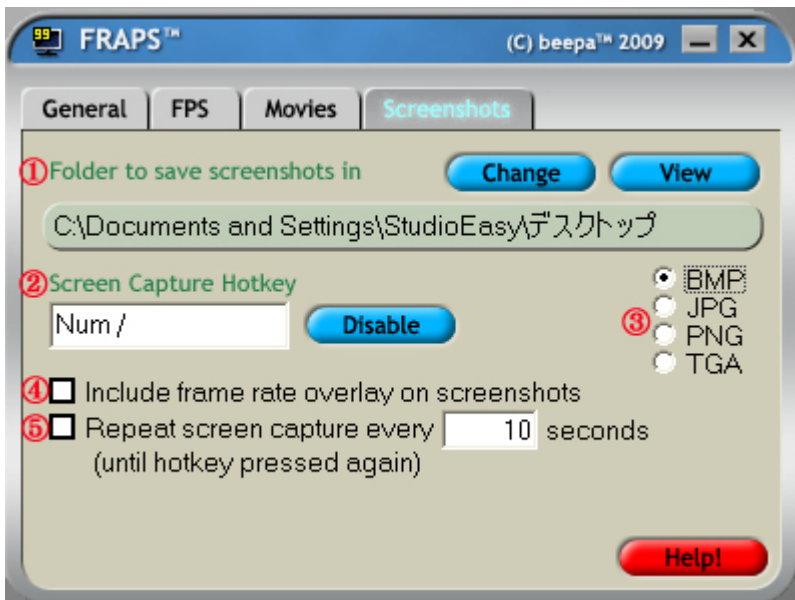 99 FRAPS™ (C) beepa™ 2009
General FPS Movies Screenshots
①Folder to save screenshots in Change View
C:\Documents and Settings\StudioEasy\デスクトップ
②Screen Capture Hotkey
Num / Disable
③
BMP
JPG
PNG
TGA
④Include frame rate overlay on screenshots
⑤Repeat screen capture every 10 seconds
(until hotkey pressed again)
Help!